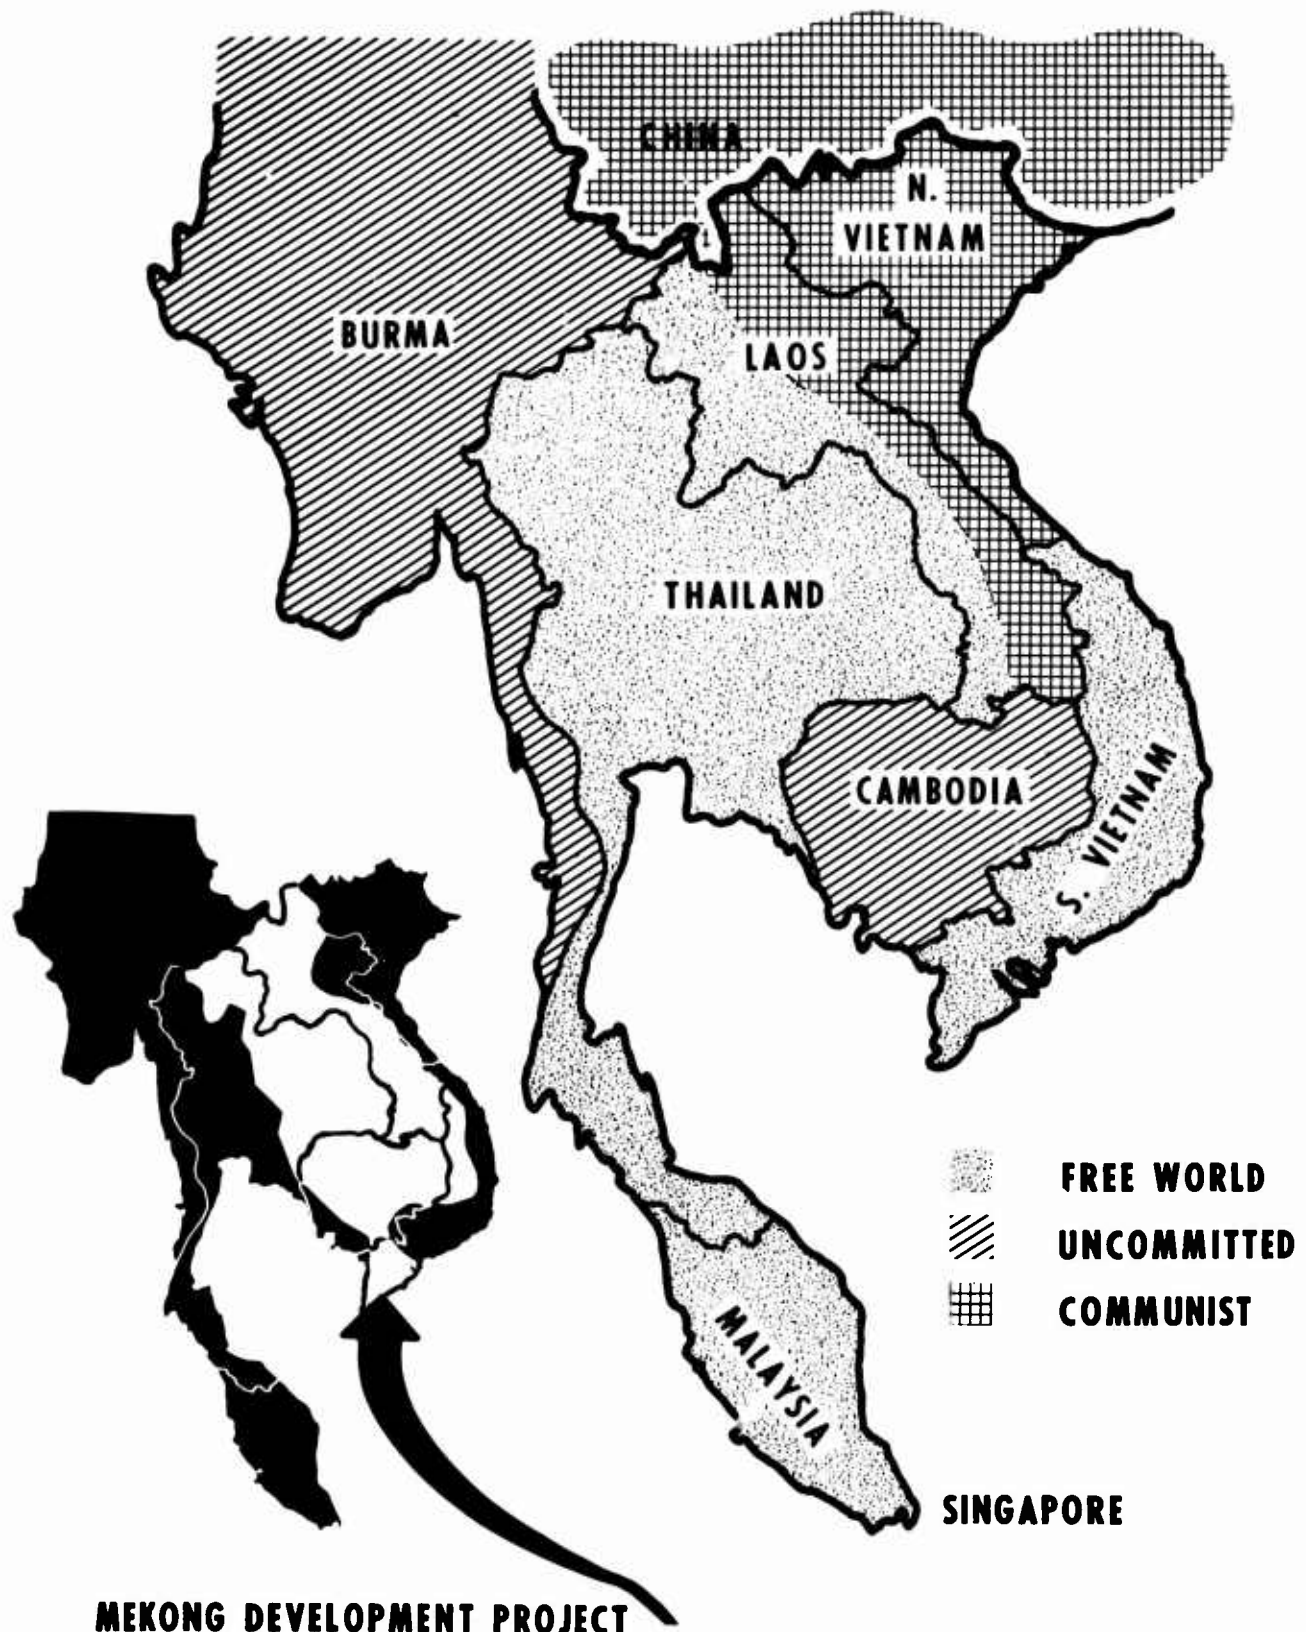 CHINA
N.
VIETNAM
BURMA
LAOS
THAILAND
CAMBODIA
S. VIETNAM
FREE WORLD
UNCOMMITTED
COMMUNIST
MALAYSIA
SINGAPORE
MEKONG DEVELOPMENT PROJECT